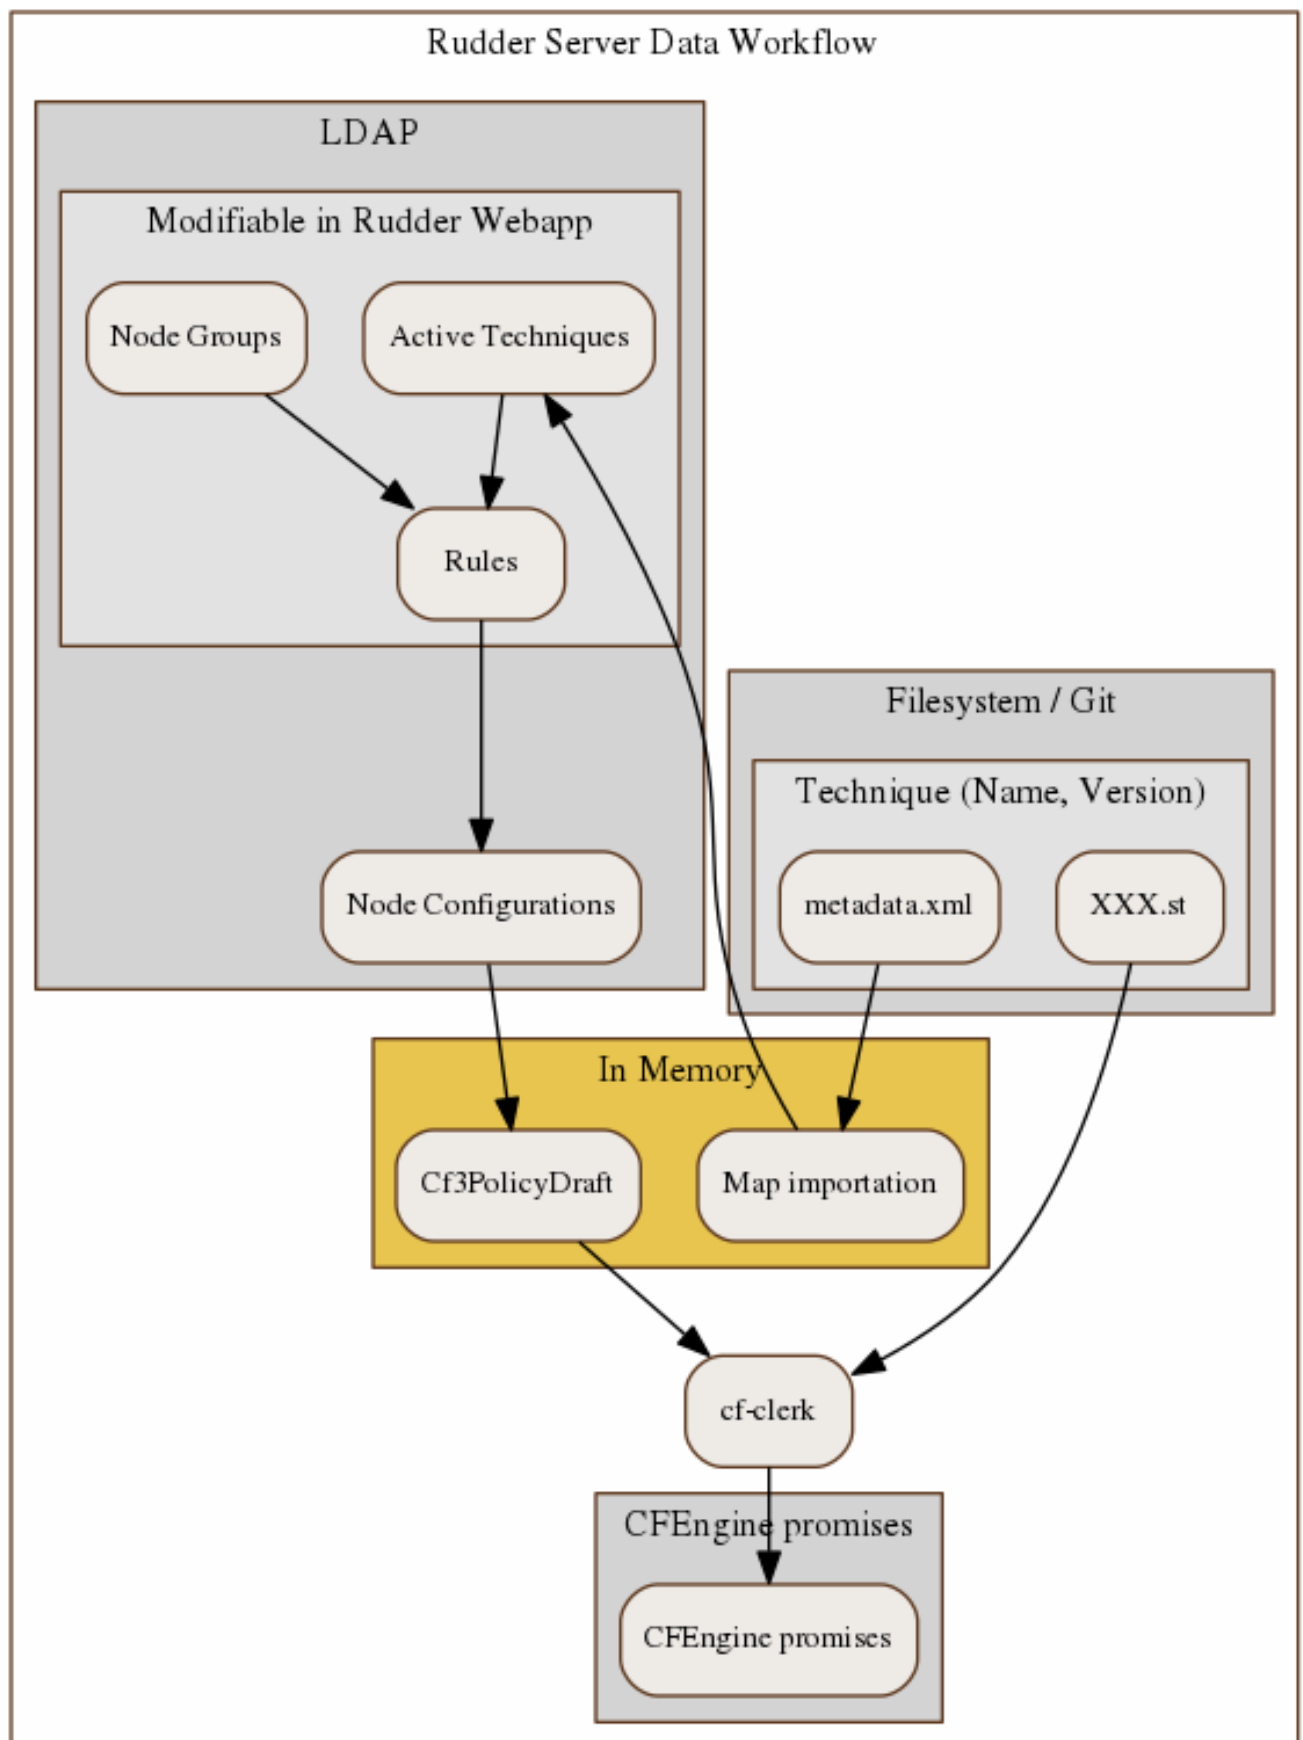 Rudder Server Data Workflow
LDAP
Modifiable in Rudder Webapp
Node Groups
Active Techniques
Rules
Filesystem / Git
Technique (Name, Version)
Node Configurations
metadata.xml
XXX.st
In Memory
Cf3PolicyDraft
Map importation
cf-clerk
CFEngine promises
CFEngine promises